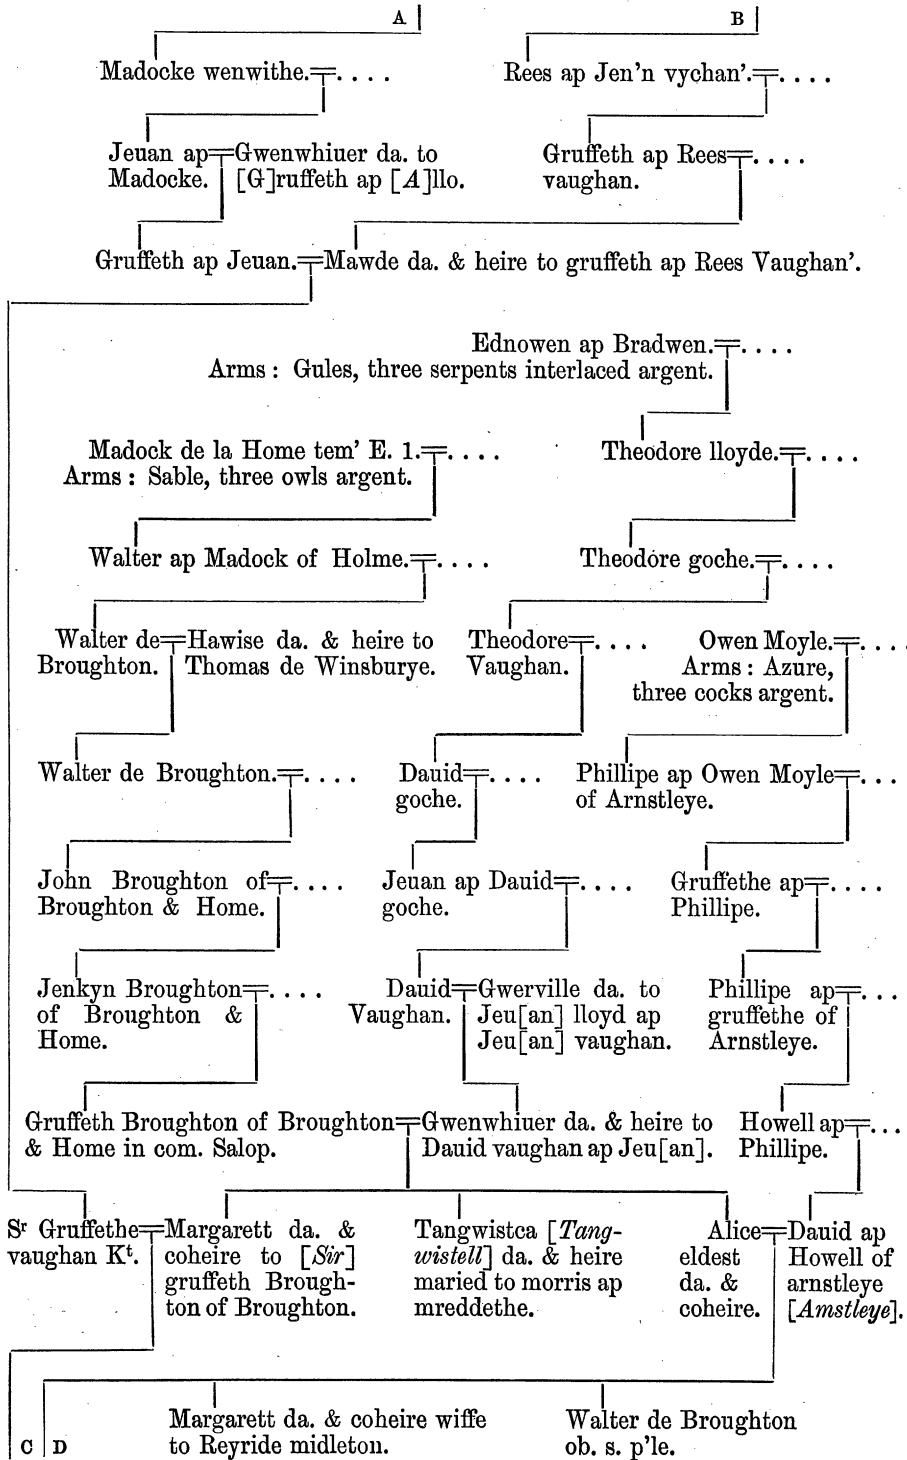 A B
Madocke wenwithe. . . . . Rees ap Jen'n vychan'. . . . .
Jeuan ap Gwenwhiuer da. to Gruffeth ap Rees . . . .
Madocke. [G]ruffeth ap [A]llo. vaughan.
Gruffeth ap Jeuan. Mawde da. & heire to gruffeth ap Rees Vaughan'.
Ednowen ap Bradwen. . . . .
Arms : Gules, three serpents interlaced argent.
Madock de la Home tem' E. 1. . . . . Theodore lloyde. . . . .
Arms : Sable, three owls argent.
Walter ap Madock of Holme. . . . . Theodore goche. . . . .
Walter de Hawise da. & heire to Theodore . . . . Owen Moyle. . . . .
Broughton. Thomas de Winsburye. Vaughan. Arms : Azure,
three cocks argent.
Walter de Broughton. . . . . Dauid . . . . Phillipe ap Owen Moyle . . .
goche. of Arnstleye.
John Broughton of . . . . Jeuan ap Dauid . . . . Gruffethe ap . . . .
Broughton & Home. goche. Phillipe.
Jenkyn Broughton . . . . Dauid Gwerville da. to Phillipe ap . . .
of Broughton & Vaughan. Jeu[an] lloyd ap gruffethe of
Home. Jeu[an] vaughan. Arnstleye.
Gruffeth Broughton of Broughton Gwenwhiuer da. & heire to Howell ap . . .
& Home in com. Salop. Dauid vaughan ap Jeu[an]. Phillipe.
Sr Gruffethe Margarett da. & Tangwistca [Tang- Alice Dauid ap
vaughan Kt. coheire to [Sir] wistell] da. & heire eldest Howell of
gruffeth Brough- maried to morris ap da. & arnstleye
ton of Broughton. mreddethe. coheire. [Amstleye].
Margarett da. & coheire wiffe Walter de Broughton
C D to Reyride midleton. ob. s. p'le.